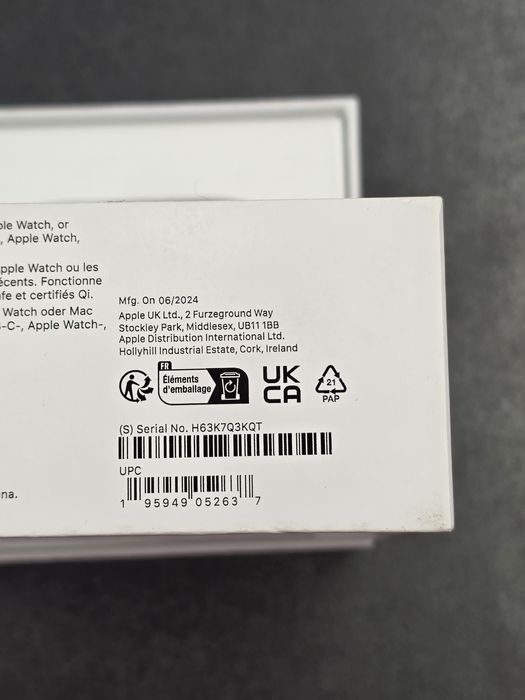 ple Watch, or
, Apple Watch,
pple Watch ou les
écents. Fonctionne
fe et certifiés Qi.
Watch oder Mac
-C-, Apple Watch-,
na.
Mfg. On 06/2024
Apple UK Ltd., 2 Furzeground Way
Stockley Park, Middlesex, UB11 1BB
Apple Distribution International Ltd.
Hollyhill Industrial Estate, Cork, Ireland
FR
Éléments
d'emballage
UK
CA
21
PAP
(S) Serial No. H63K7Q3KQT
UPC
1 95949 05263 7